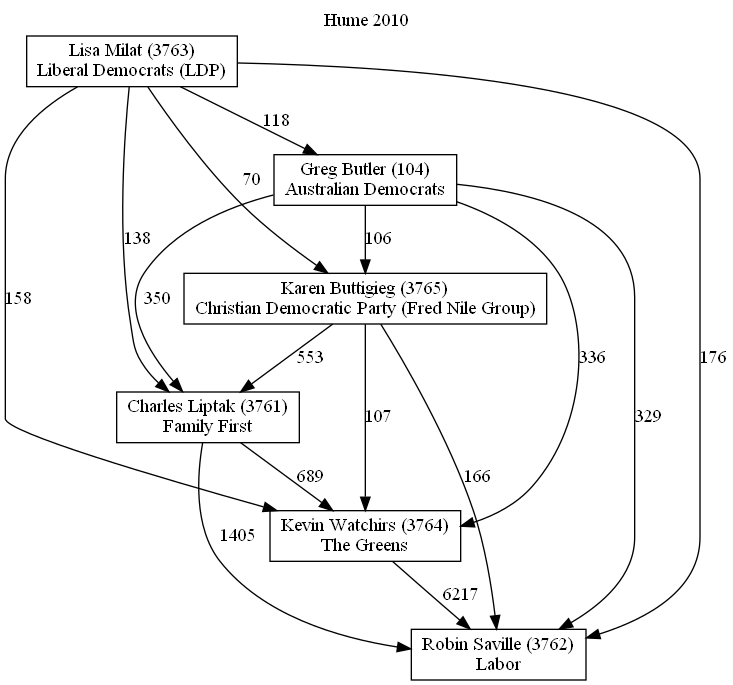 Hume 2010
Lisa Milat (3763)
Liberal Democrats (LDP)
118
Greg Butler (104)
Australian Democrats
70
138
106
158
350
Karen Buttigieg (3765)
Christian Democratic Party (Fred Nile Group)
553
336
176
Charles Liptak (3761)
Family First
107
329
689
166
1405
Kevin Watchirs (3764)
The Greens
6217
Robin Saville (3762)
Labor